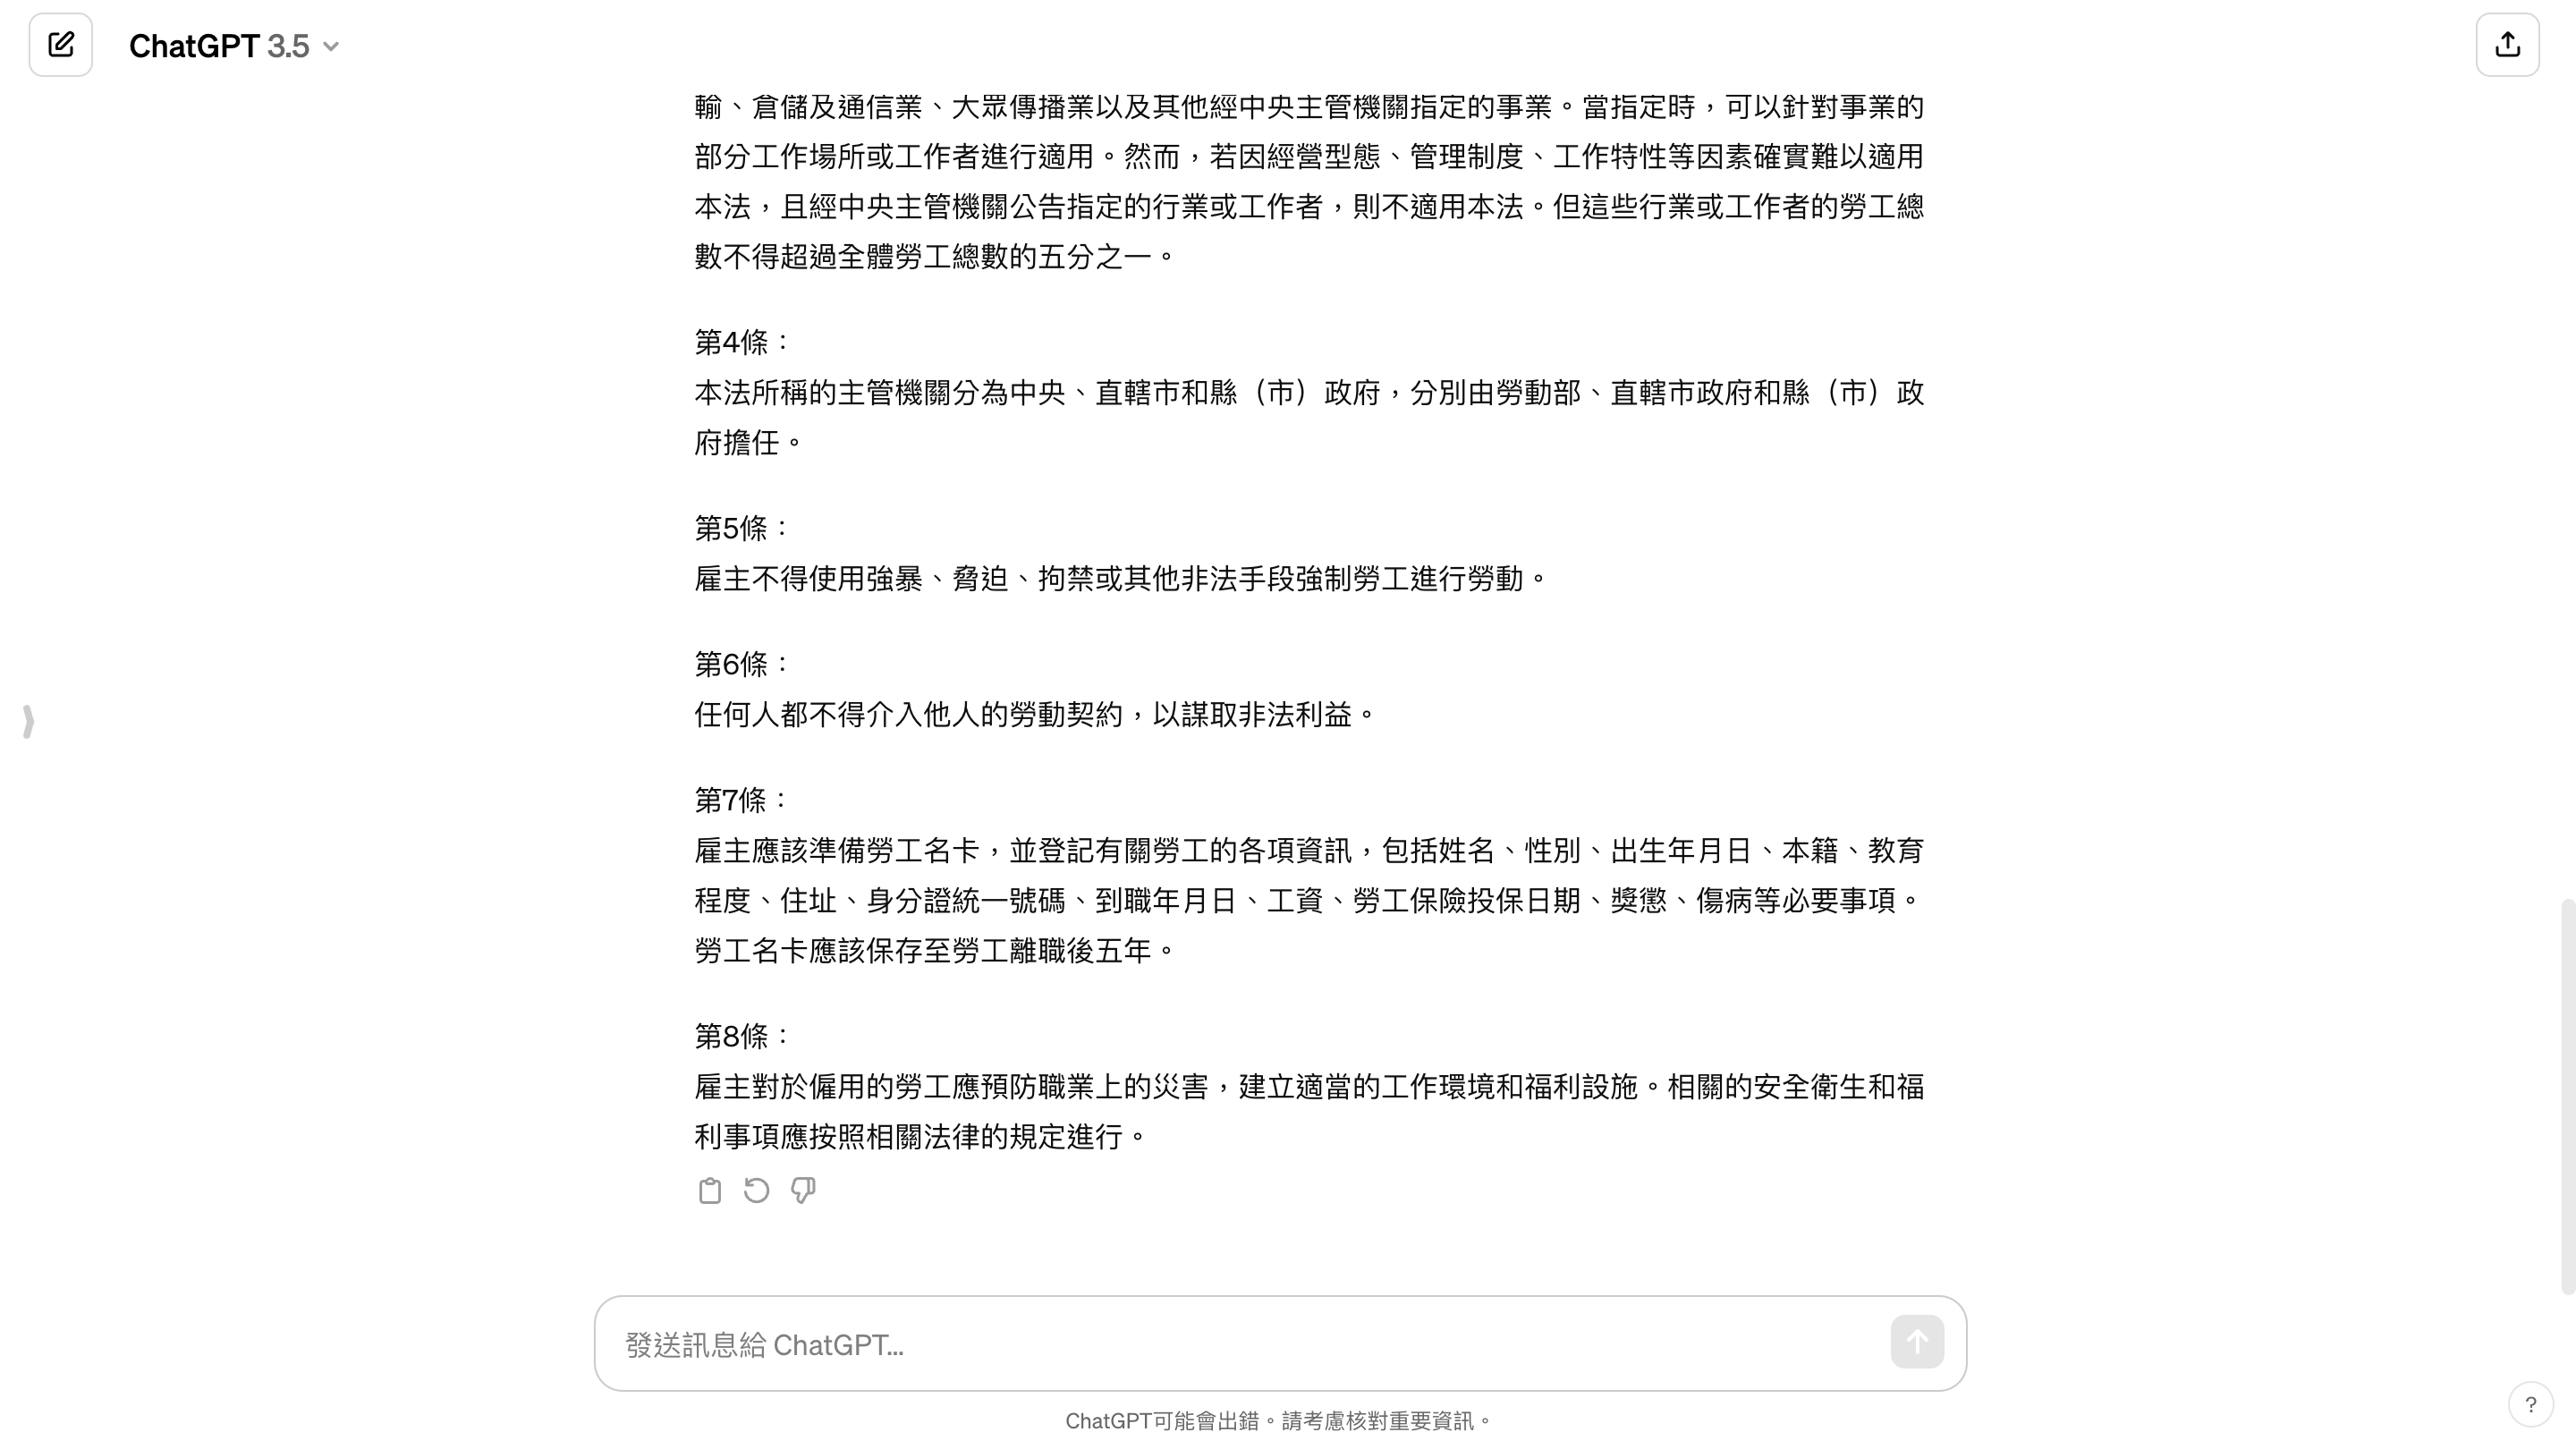 ChatGPT 3.5
輸、倉儲及通信業、大眾傳播業以及其他經中央主管機關指定的事業。當指定時，可以針對事業的
部分工作場所或工作者進行適用。然而，若因經營型態、管理制度、工作特性等因素確實難以適用
本法，且經中央主管機關公告指定的行業或工作者，則不適用本法。但這些行業或工作者的勞工總
數不得超過全體勞工總數的五分之一。
第4條：
本法所稱的主管機關分為中央、直轄市和縣（市）政府，分別由勞動部、直轄市政府和縣（市）政
府擔任。
第5條：
雇主不得使用強暴、脅迫、拘禁或其他非法手段強制勞工進行勞動。
第6條：
任何人都不得介入他人的勞動契約，以謀取非法利益。
第7條：
雇主應該準備勞工名卡，並登記有關勞工的各項資訊，包括姓名、性別、出生年月日、本籍、教育
程度、住址、身分證統一號碼、到職年月日、工資、勞工保險投保日期、獎懲、傷病等必要事項。
勞工名卡應該保存至勞工離職後五年。
第8條：
雇主對於僱用的勞工應預防職業上的災害，建立適當的工作環境和福利設施。相關的安全衛生和福
利事項應按照相關法律的規定進行。
發送訊息給 ChatGPT...
ChatGPT可能會出錯。請考慮核對重要資訊。
?